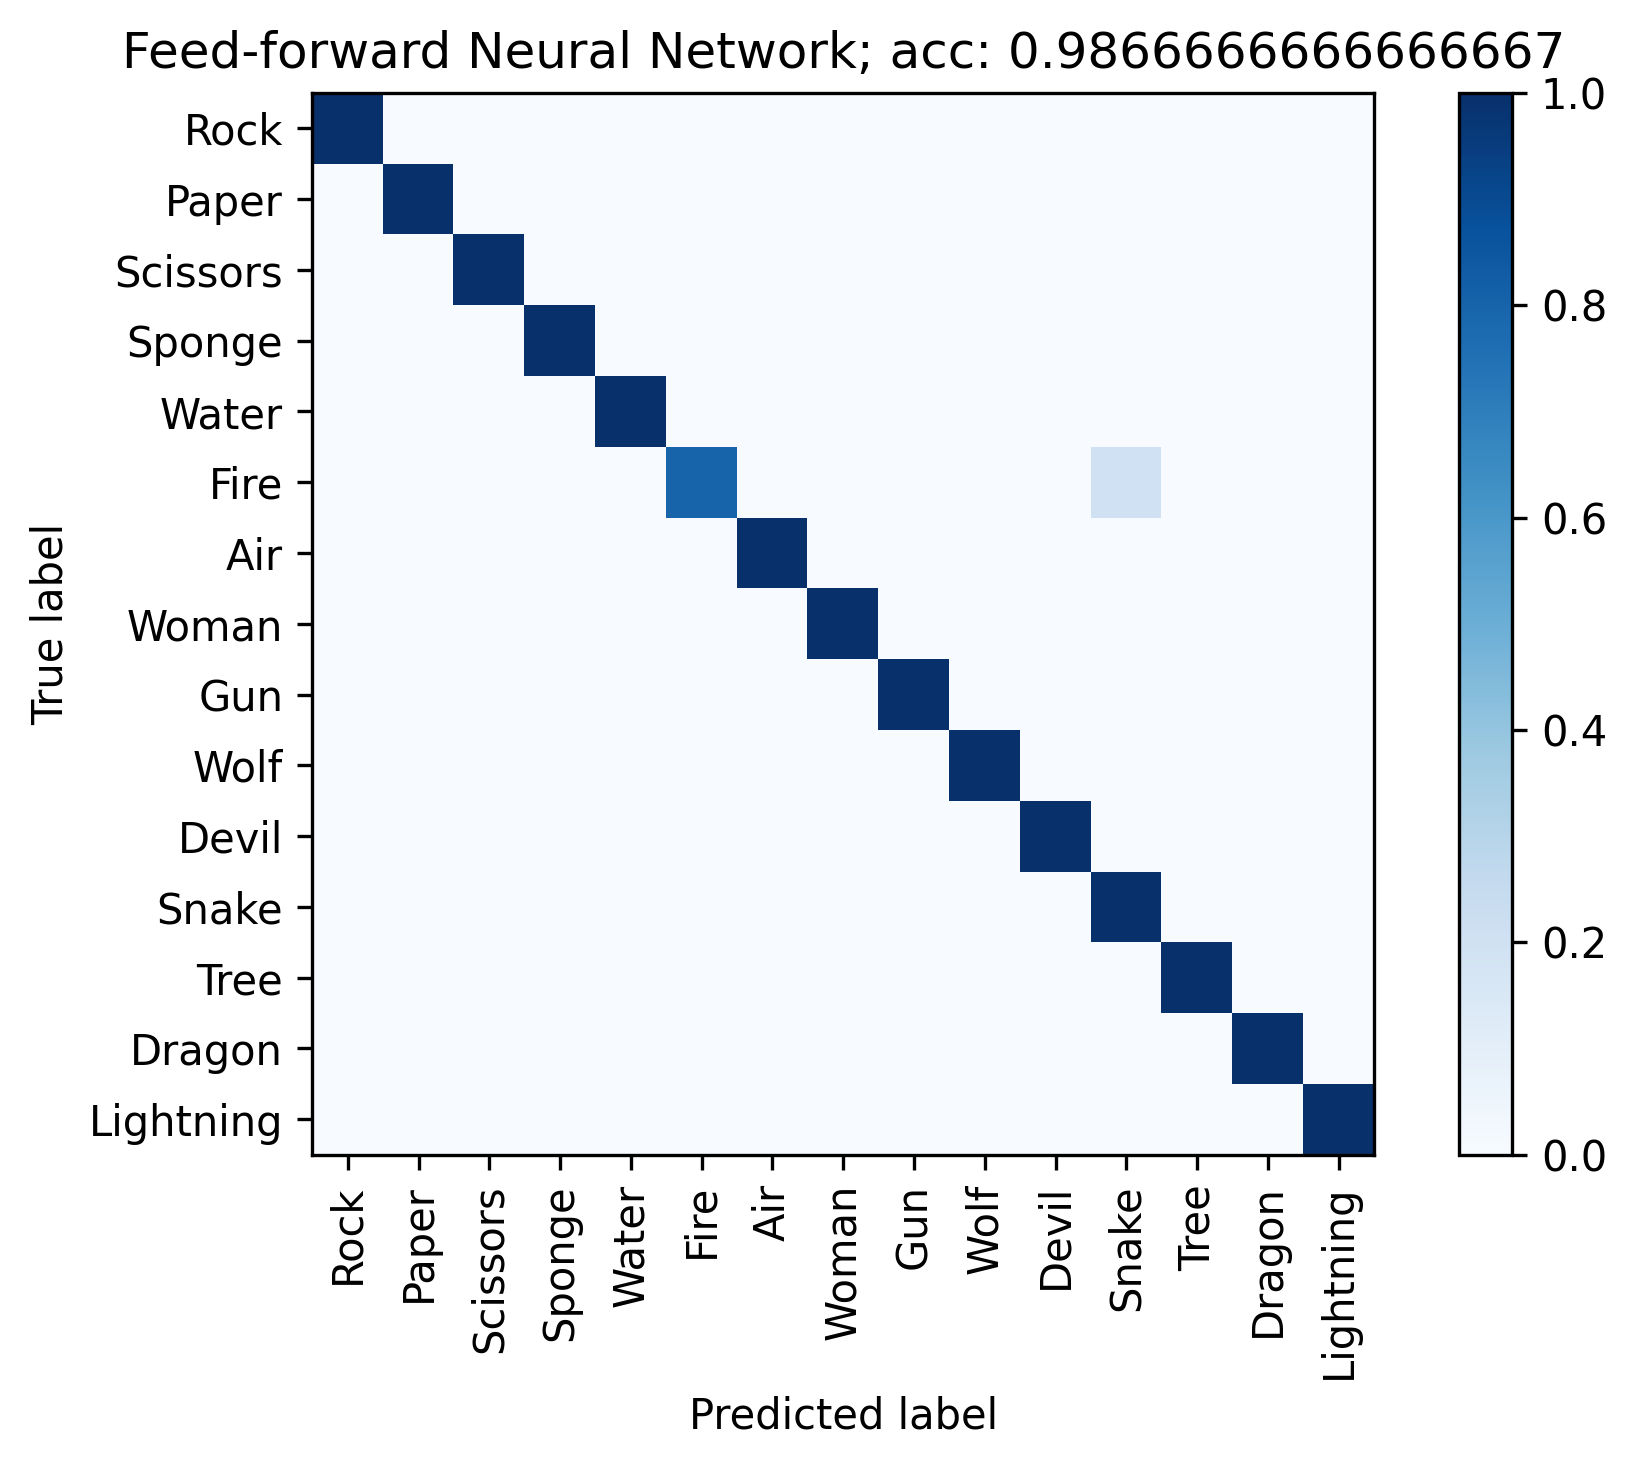 Feed-forward Neural Network; acc: 0.9866666666666667
Rock
Paper
Scissors
Sponge
Water
Fire
Air
Woman
Gun
Wolf
Devil
Snake
Tree
Dragon
Lightning
True label
Rock
Paper
Scissors
Sponge
Water
Fire
Air
Woman
Gun
Wolf
Devil
Snake
Tree
Dragon
Lightning
Predicted label
1.0
0.8
0.6
0.4
0.2
0.0